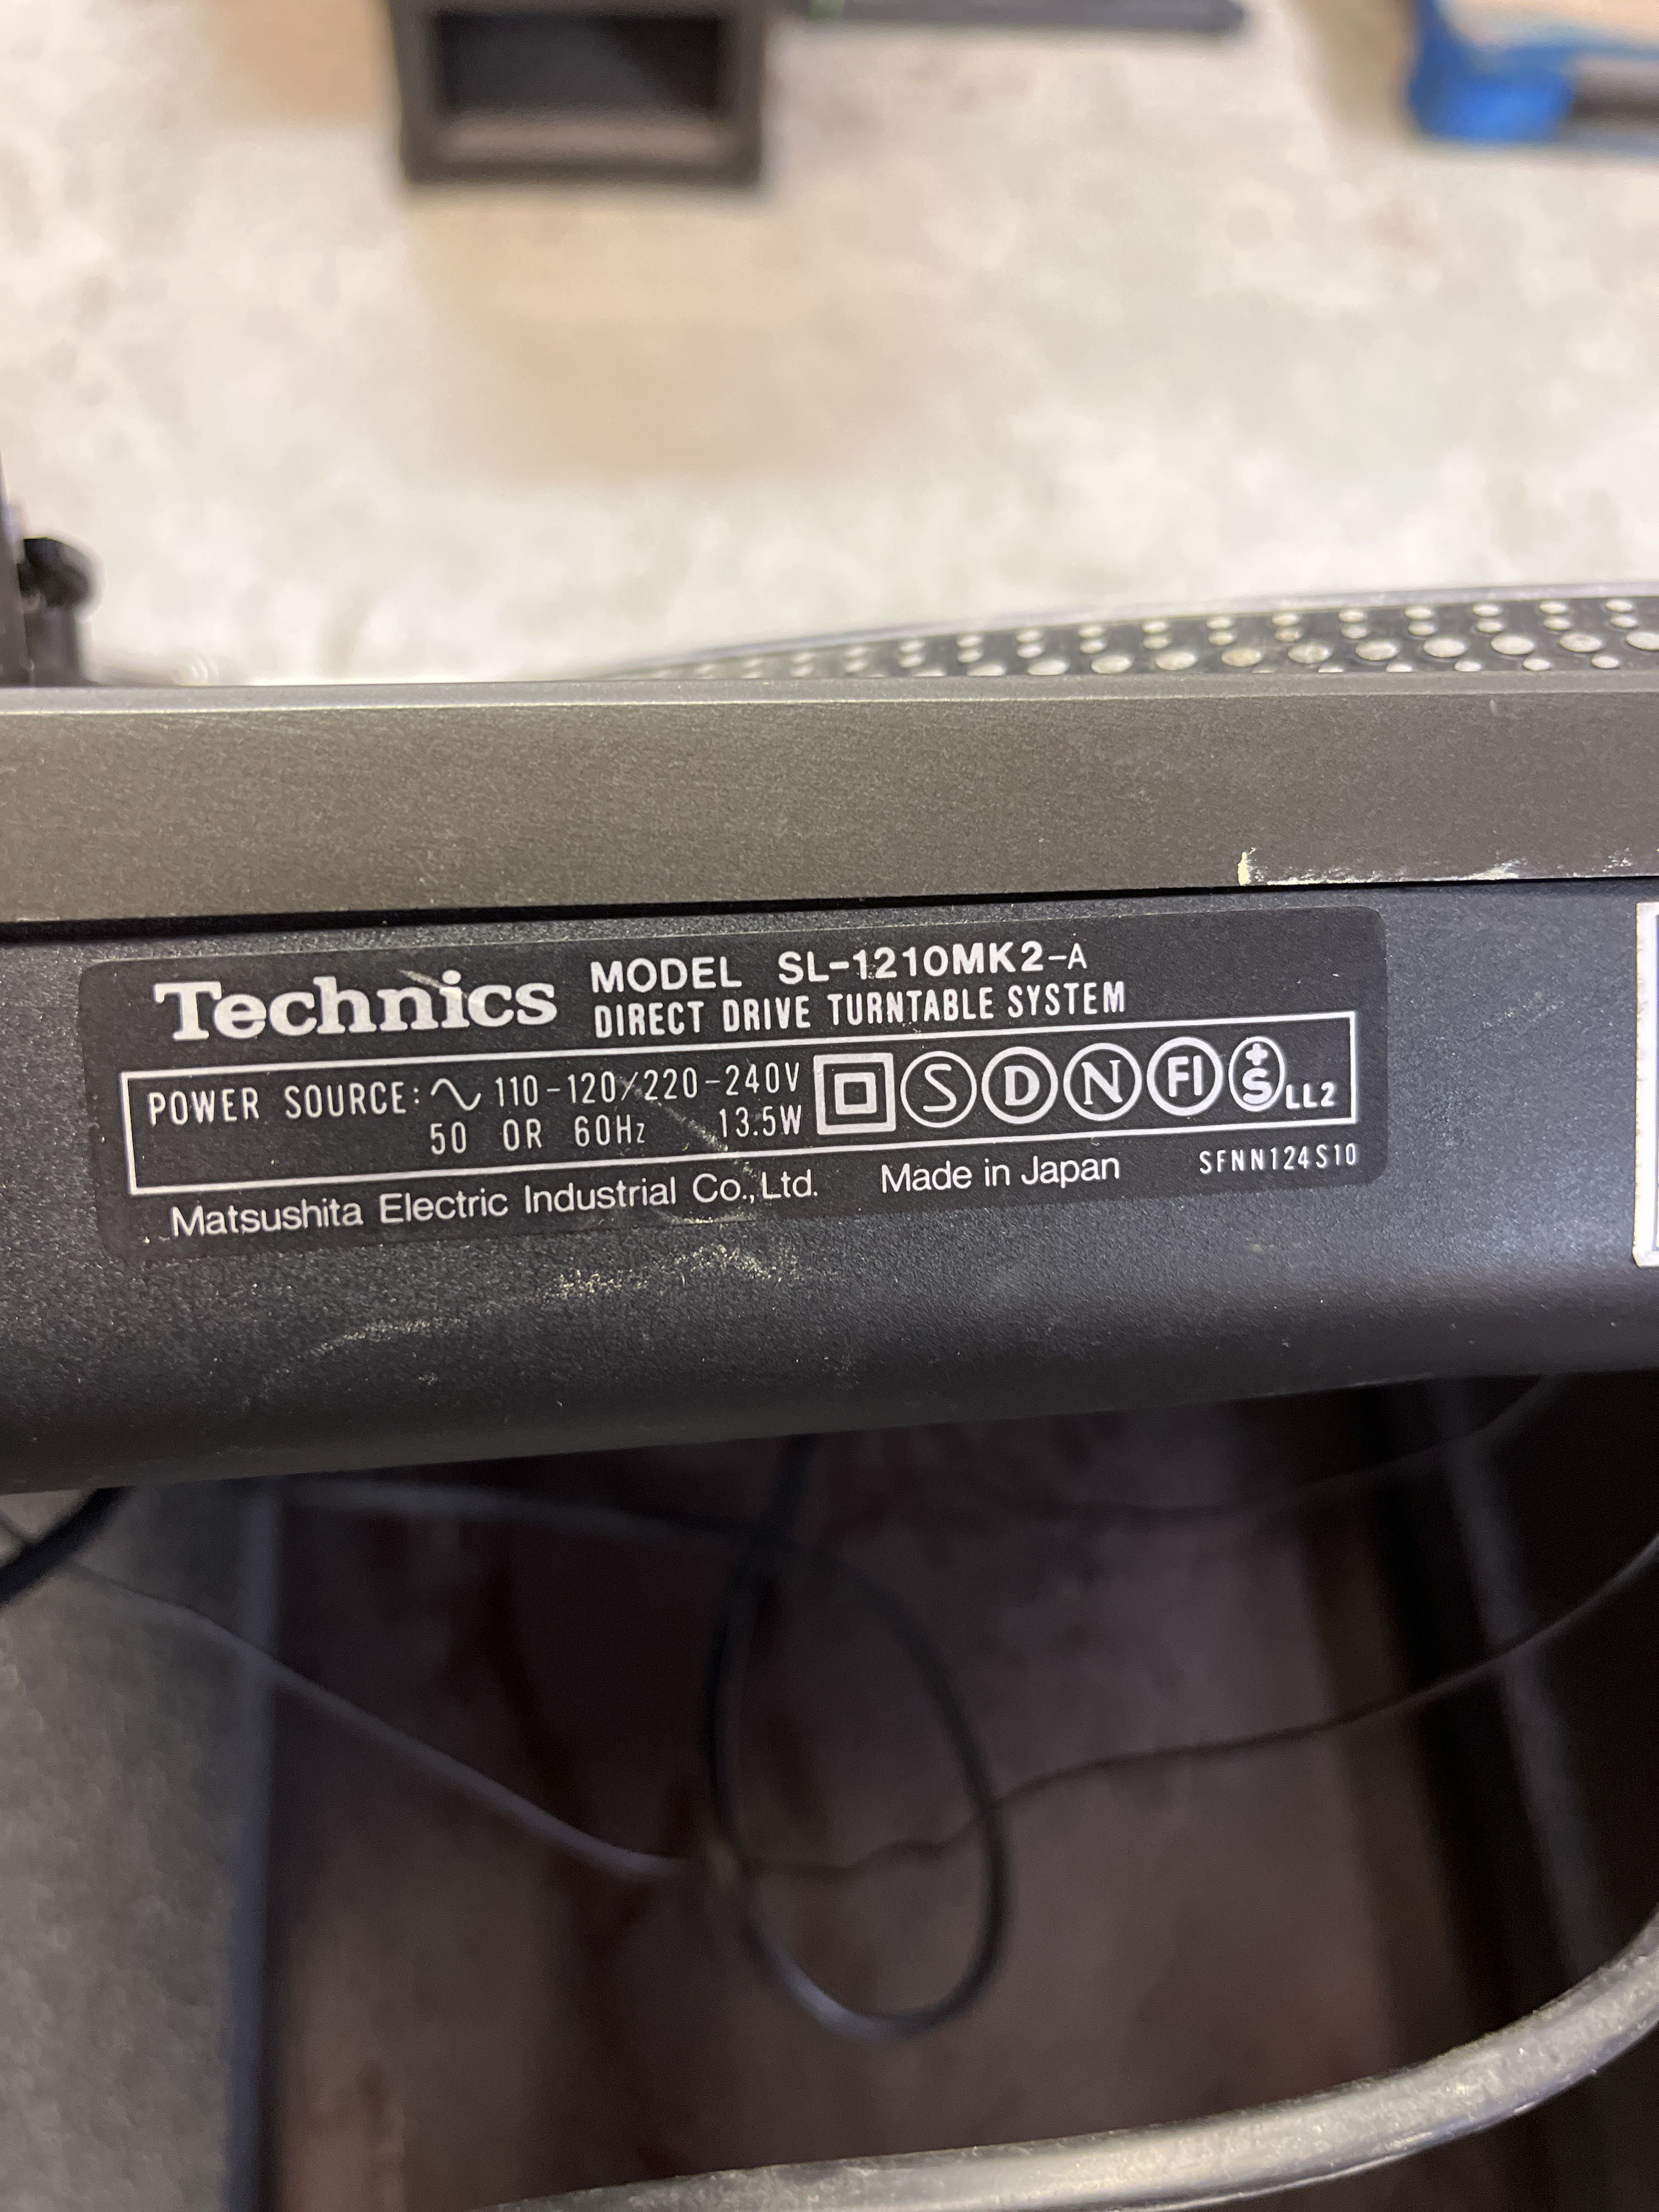 Technics MODEL SL-1210MK2-A
DIRECT DRIVE TURNTABLE SYSTEM
POWER SOURCE: ∿ 110-120/220-240V
50 OR 60Hz 13.5W
S D N FI +S LL2
Matsushita Electric Industrial Co., Ltd. Made in Japan SFNN124S10